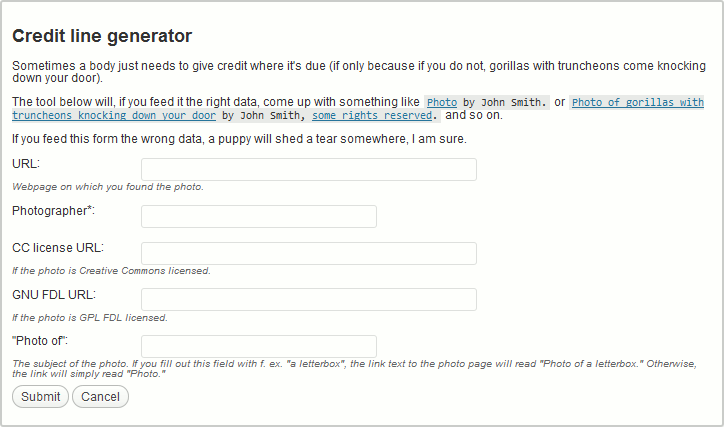 Credit line generator
Sometimes a body just needs to give credit where it's due (if only because if you do not, gorillas with truncheons come knocking
down your door).
The tool below will, if you feed it the right data, come up with something like Photo by John Smith. or Photo of gorillas with
truncheons knocking down your door by John Smith, some rights reserved. and so on.
If you feed this form the wrong data, a puppy will shed a tear somewhere, I am sure.
URL:
Webpage on which you found the photo.
Photographer*:
CC license URL:
If the photo is Creative Commons licensed.
GNU FDL URL:
If the photo is GPL FDL licensed.
"Photo of":
The subject of the photo. If you fill out this field with f. ex. "a letterbox", the link text to the photo page will read "Photo of a letterbox." Otherwise,
the link will simply read "Photo."
Submit Cancel